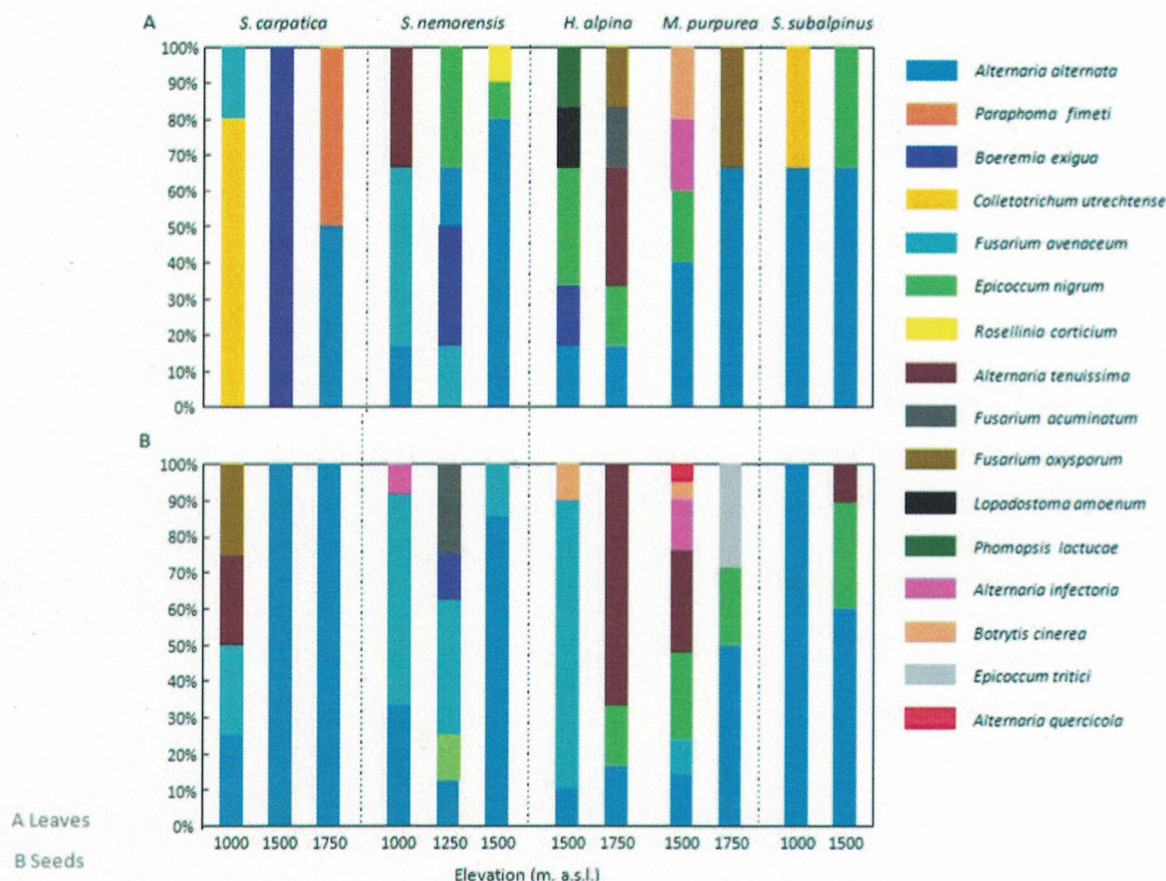 A
S. carpatica S. nemorensis H. alpina M. purpurea S. subalpinus
100%
90%
80%
70%
60%
50%
40%
30%
20%
10%
0%
B
100%
90%
80%
70%
60%
50%
40%
30%
20%
10%
0%
1000 1500 1750 1000 1250 1500 1500 1750 1500 1750 1000 1500
Elevation (m. a.s.l.)
Alternaria alternata
Paraphoma fimeti
Boeremia exigua
Colletotrichum utrechtense
Fusarium avenaceum
Epicoccum nigrum
Rosellinia corticium
Alternaria tenuissima
Fusarium acuminatum
Fusarium oxysporum
Lopadostoma amoenum
Phomopsis lactucae
Alternaria infectoria
Botrytis cinerea
Epicoccum tritici
Alternaria quercicola
A Leaves
B Seeds